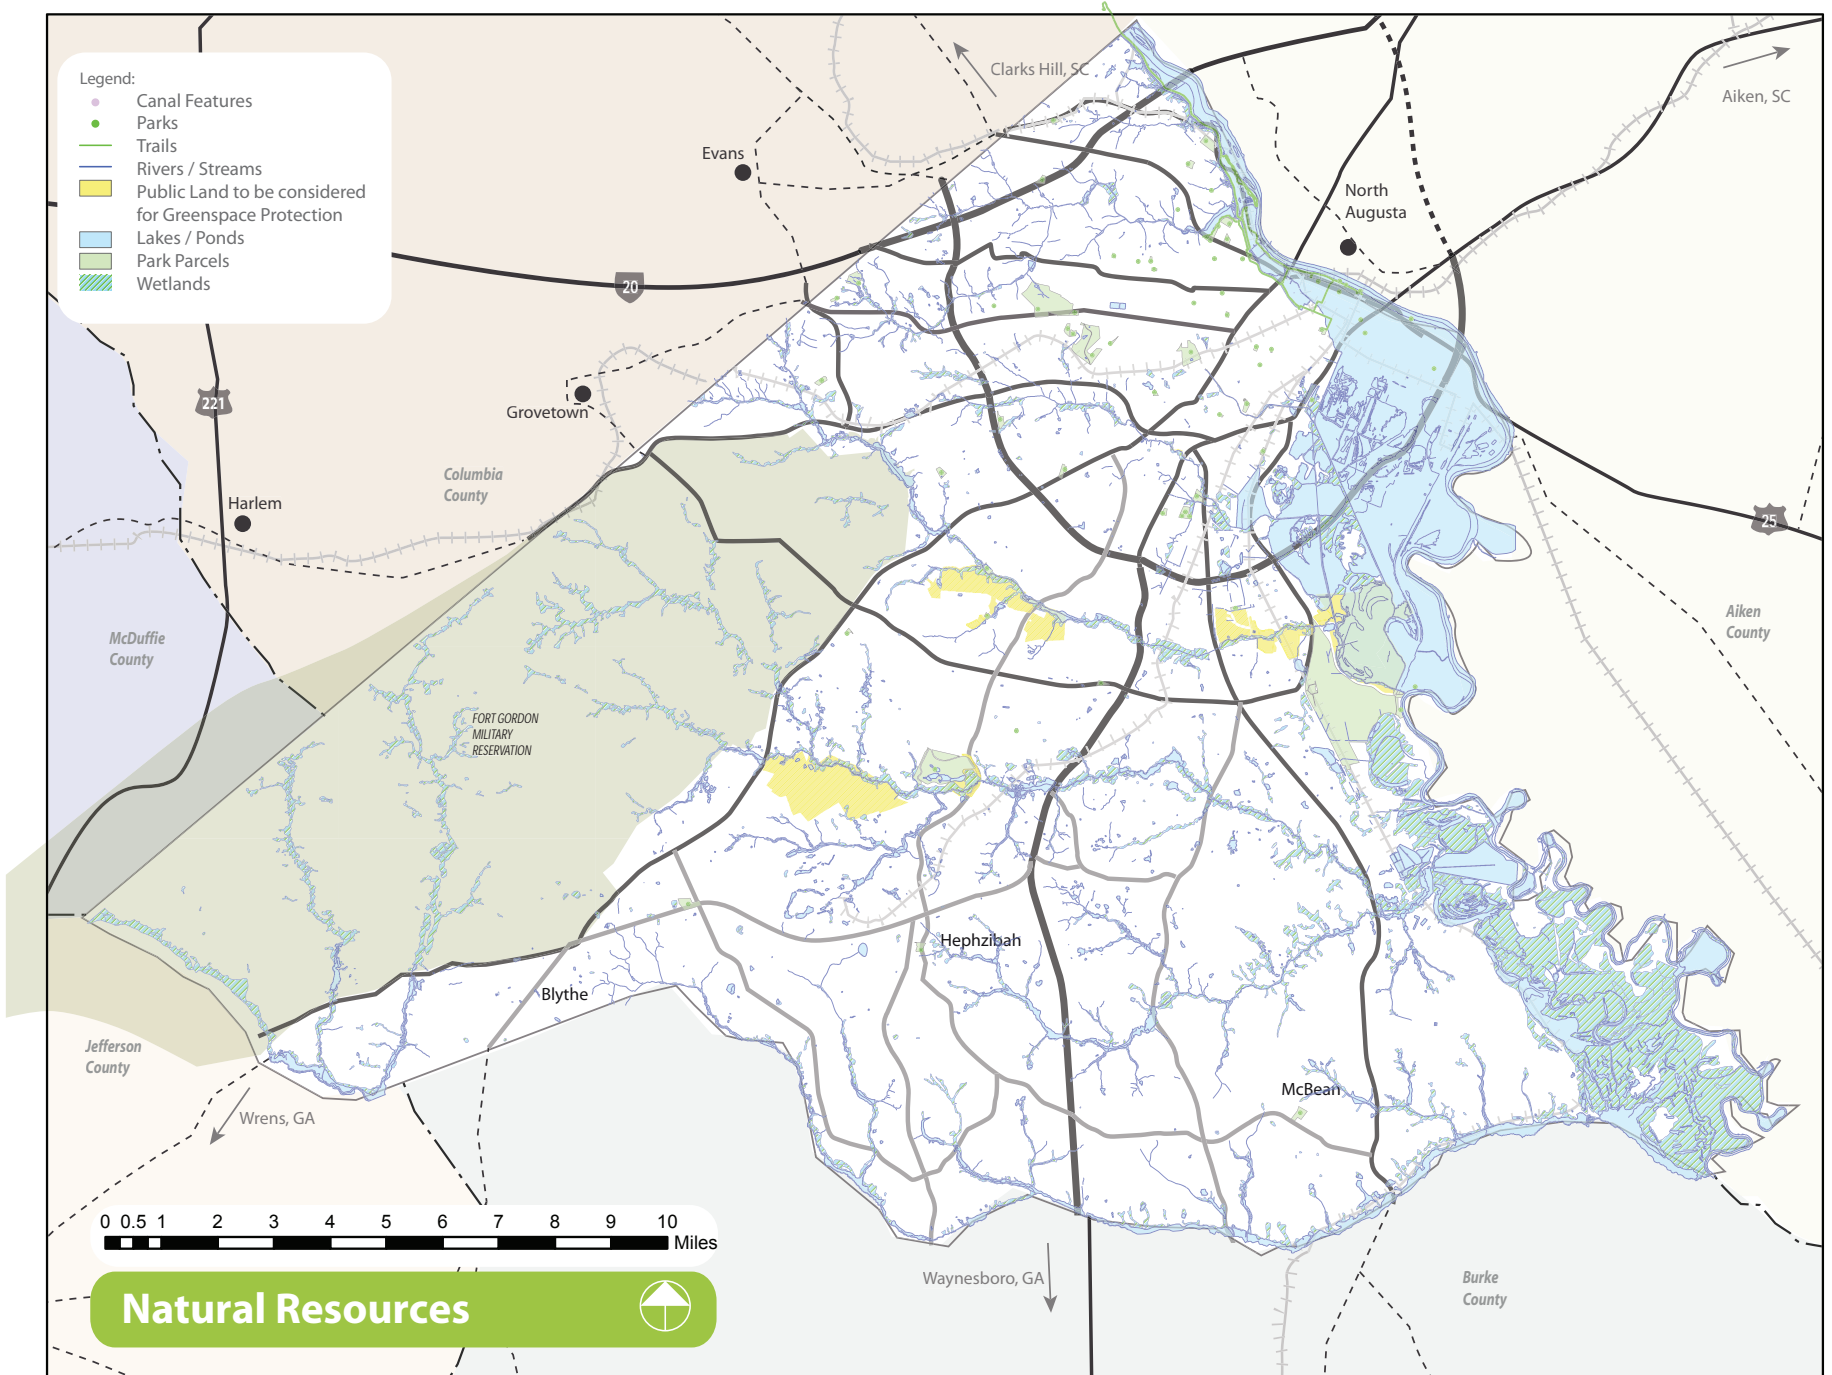 Legend:
Canal Features
Parks
Trails
Rivers / Streams
Public Land to be considered
for Greenspace Protection
Lakes / Ponds
Park Parcels
Wetlands
Clarks Hill, SC
Aiken, SC
Evans
North
Augusta
20
221
Grovetown
Columbia
County
Harlem
25
McDuffie
County
Aiken
County
FORT GORDON
MILITARY
RESERVATION
Hephzibah
Blythe
Jefferson
County
McBean
Wrens, GA
0 0.5 1 2 3 4 5 6 7 8 9 10
Miles
Waynesboro, GA
Burke
County
Natural Resources